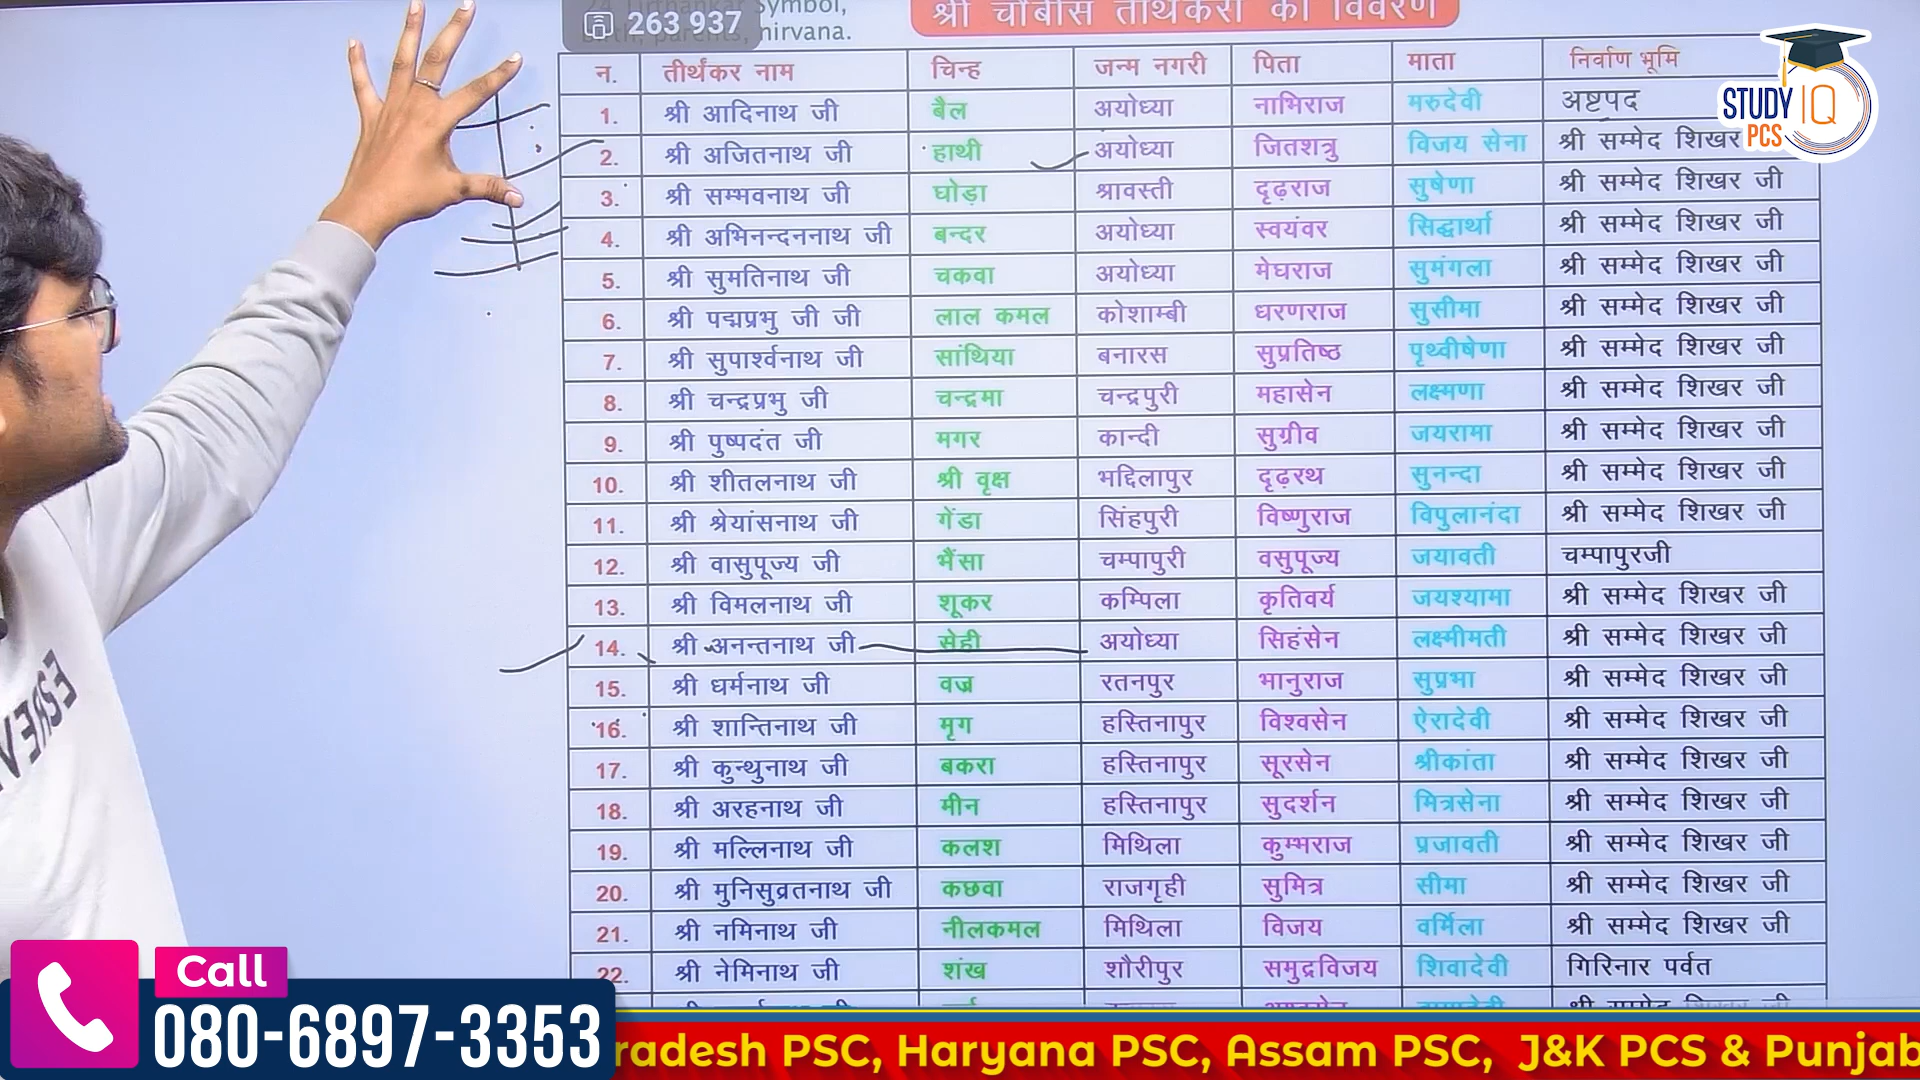 Symbol,
263 937
nirvana.
श्री चौबीस तीर्थंकरों का विवरण
STUDY IQ
PCS
न. तीर्थंकर नाम चिन्ह जन्म नगरी पिता माता निर्वाण भूमि
1. श्री आदिनाथ जी बैल अयोध्या नाभिराज मरुदेवी अष्टपद
2. श्री अजितनाथ जी हाथी अयोध्या जितशत्रु विजय सेना श्री सम्मेद शिखर
3. श्री सम्भवनाथ जी घोड़ा श्रावस्ती दृढ़राज सुषेणा श्री सम्मेद शिखर जी
4. श्री अभिनन्दननाथ जी बन्दर अयोध्या स्वयंवर सिद्धार्था श्री सम्मेद शिखर जी
5. श्री सुमतिनाथ जी चकवा अयोध्या मेघराज सुमंगला श्री सम्मेद शिखर जी
6. श्री पद्मप्रभु जी जी लाल कमल कोशाम्बी धरणराज सुसीमा श्री सम्मेद शिखर जी
7. श्री सुपार्श्वनाथ जी सांथिया बनारस सुप्रतिष्ठ पृथ्वीषेणा श्री सम्मेद शिखर जी
8. श्री चन्द्रप्रभु जी चन्द्रमा चन्द्रपुरी महासेन लक्ष्मणा श्री सम्मेद शिखर जी
9. श्री पुष्पदंत जी मगर कान्दी सुग्रीव जयरामा श्री सम्मेद शिखर जी
10. श्री शीतलनाथ जी श्री वृक्ष भद्दिलापुर दृढ़रथ सुनन्दा श्री सम्मेद शिखर जी
11. श्री श्रेयांसनाथ जी गेंडा सिंहपुरी विष्णुराज विपुलानंदा श्री सम्मेद शिखर जी
12. श्री वासुपूज्य जी भैंसा चम्पापुरी वसुपूज्य जयावती चम्पापुरजी
13. श्री विमलनाथ जी शूकर कम्पिला कृतिवर्य जयश्यामा श्री सम्मेद शिखर जी
14. श्री अनन्तनाथ जी सेही अयोध्या सिहंसेन लक्ष्मीमती श्री सम्मेद शिखर जी
15. श्री धर्मनाथ जी वज्र रतनपुर भानुराज सुप्रभा श्री सम्मेद शिखर जी
16. श्री शान्तिनाथ जी मृग हस्तिनापुर विश्वसेन ऐरादेवी श्री सम्मेद शिखर जी
17. श्री कुन्थुनाथ जी बकरा हस्तिनापुर सूरसेन श्रीकांता श्री सम्मेद शिखर जी
18. श्री अरहनाथ जी मीन हस्तिनापुर सुदर्शन मित्रसेना श्री सम्मेद शिखर जी
19. श्री मल्लिनाथ जी कलश मिथिला कुम्भराज प्रजावती श्री सम्मेद शिखर जी
20. श्री मुनिसुव्रतनाथ जी कछवा राजगृही सुमित्र सीमा श्री सम्मेद शिखर जी
21. श्री नमिनाथ जी नीलकमल मिथिला विजय वर्मिला श्री सम्मेद शिखर जी
22. श्री नेमिनाथ जी शंख शौरीपुर समुद्रविजय शिवादेवी गिरिनार पर्वत
Call
080-6897-3353
radesh PSC, Haryana PSC, Assam PSC, J&K PCS & Punjab